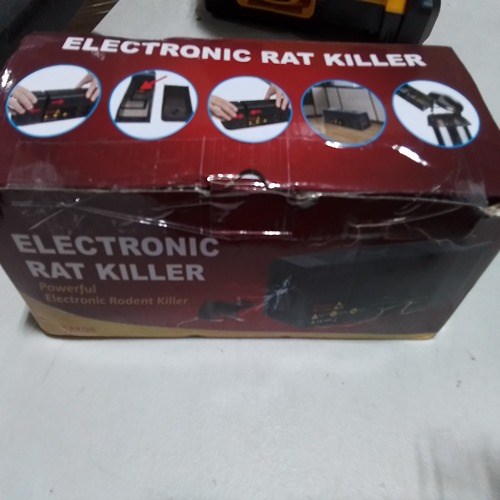 ELECTRONIC RAT KILLER
ELECTRONIC
RAT KILLER
Powerful
Electronic Rodent Killer